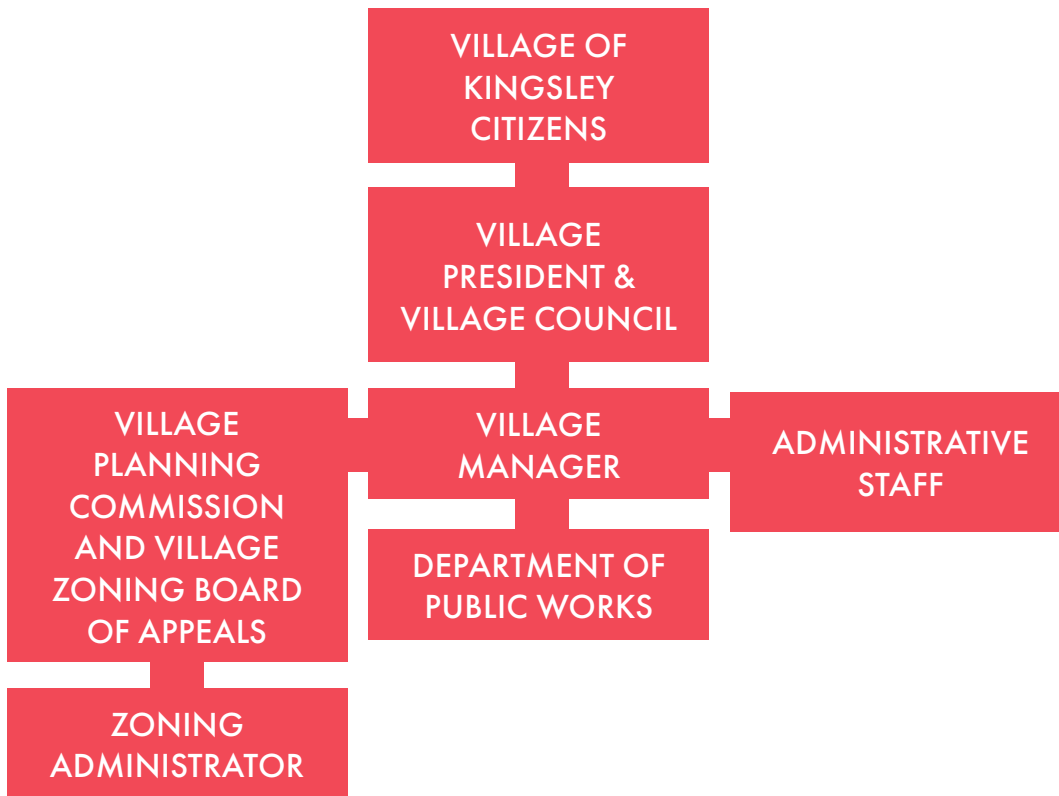 VILLAGE OF
KINGSLEY
CITIZENS
VILLAGE
PRESIDENT &
VILLAGE COUNCIL
VILLAGE
PLANNING
COMMISSION
AND VILLAGE
ZONING BOARD
OF APPEALS
VILLAGE
MANAGER
ADMINISTRATIVE
STAFF
DEPARTMENT OF
PUBLIC WORKS
ZONING
ADMINISTRATOR